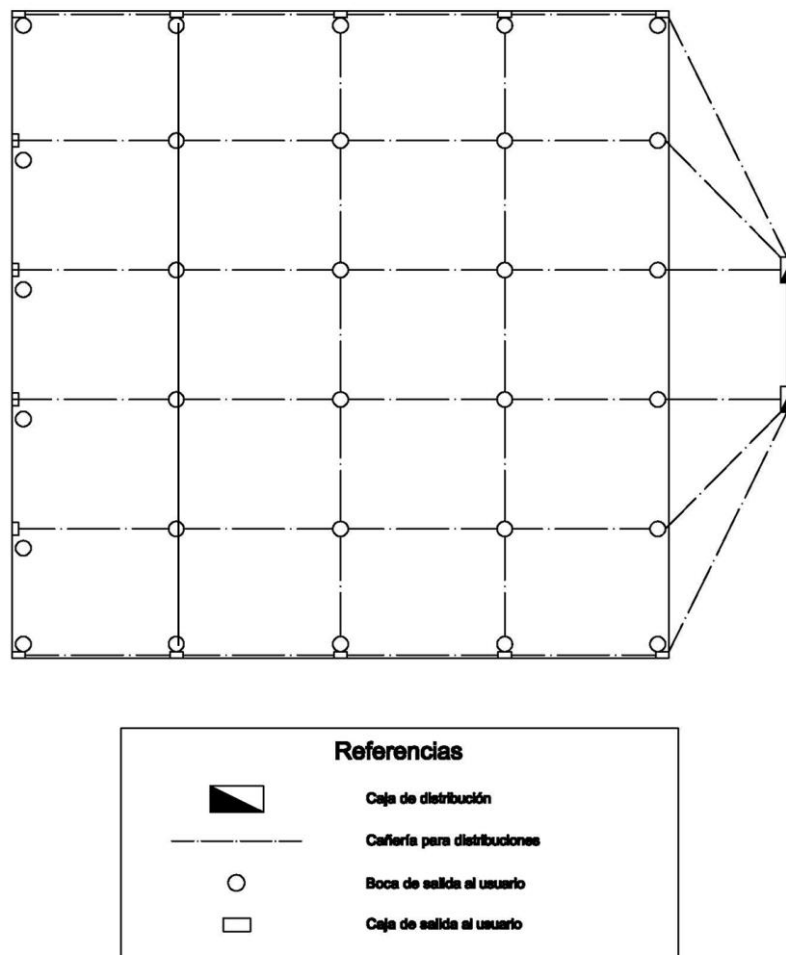 Referencias
Caja de distribución
Cañería para distribuciones
Boca de salida al usuario
Caja de salida al usuario